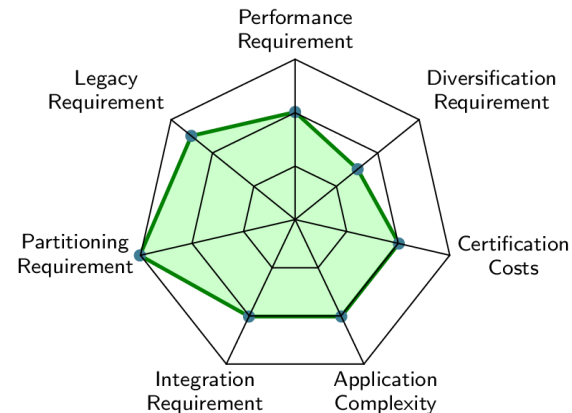 Performance
Requirement
Legacy
Requirement
Diversification
Requirement
Partitioning
Requirement
Certification
Costs
Integration
Requirement
Application
Complexity